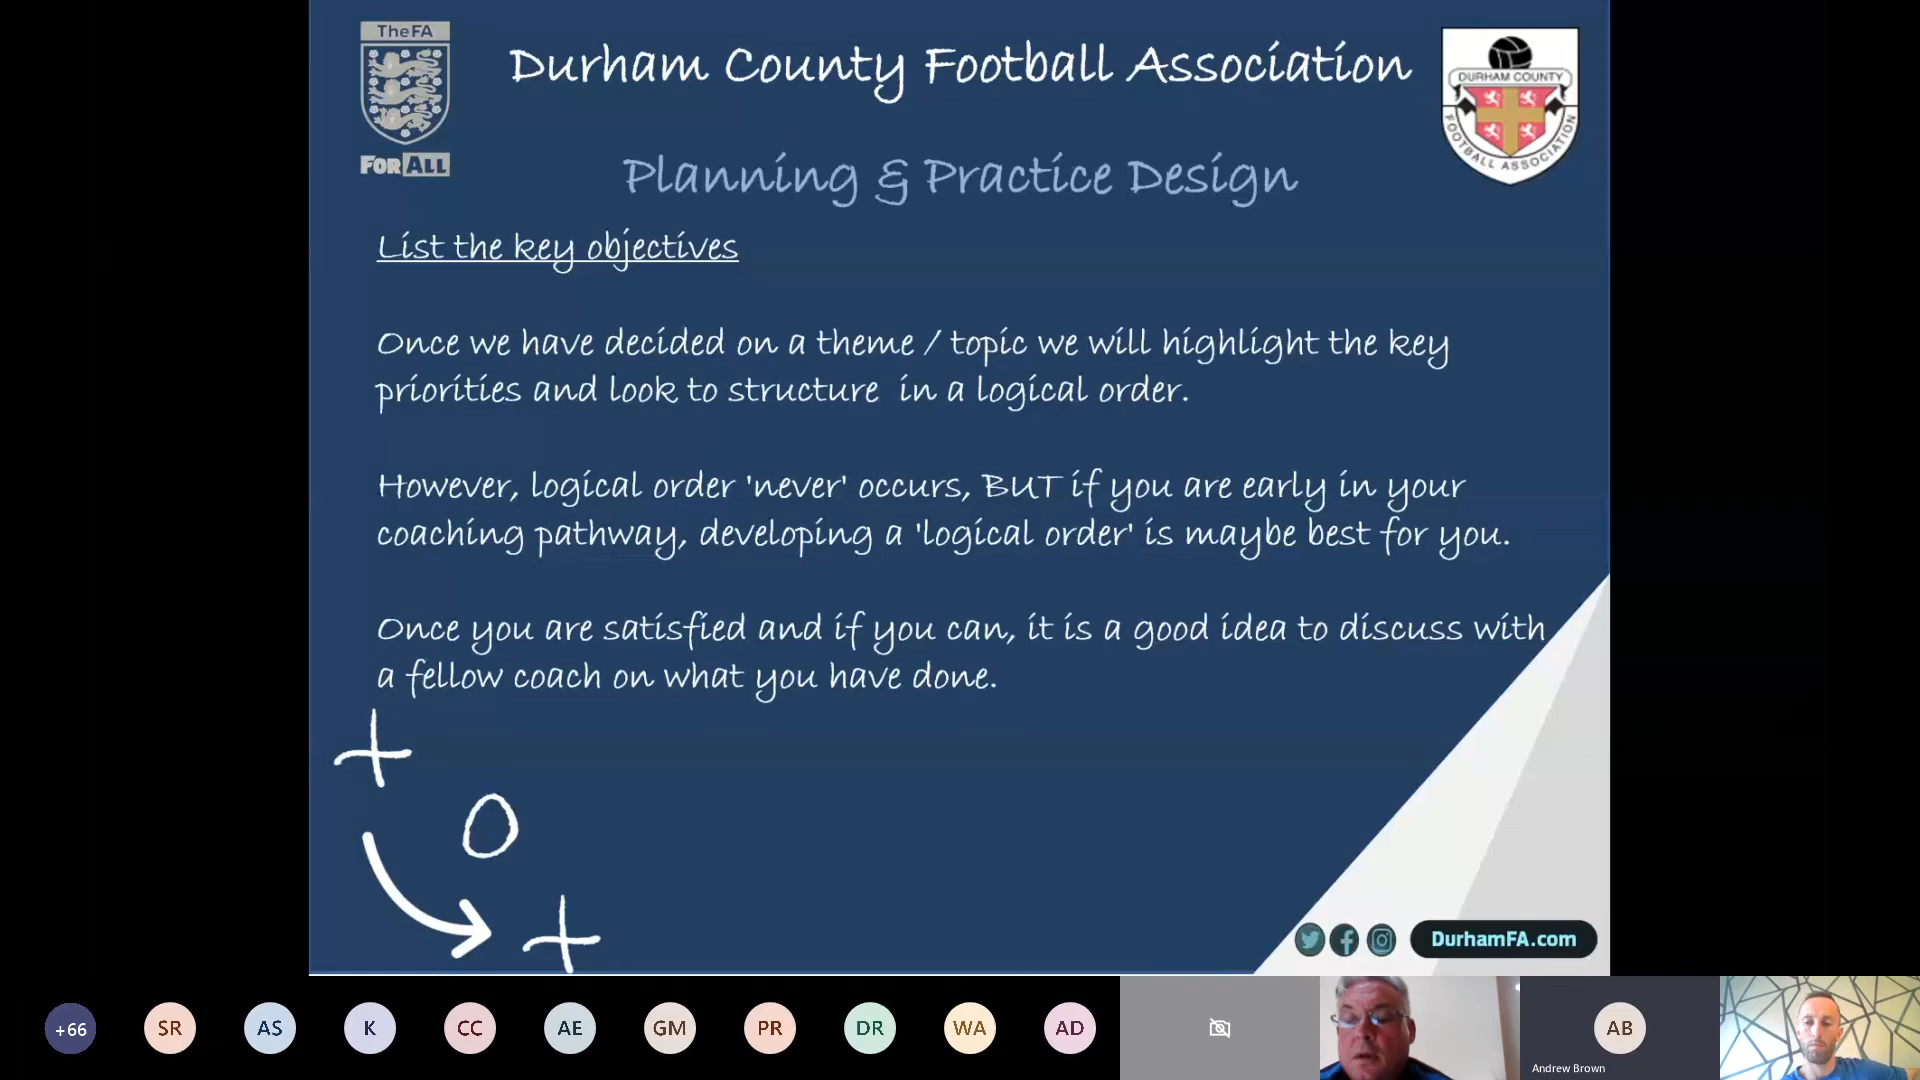 The FA
FOR ALL
Durham County Football Association
DURHAM COUNTY
FOOTBALL ASSOCIATION
Planning & Practice Design
List the key objectives
Once we have decided on a theme / topic we will highlight the key
priorities and look to structure in a logical order.
However, logical order 'never' occurs, BUT if you are early in your
coaching pathway, developing a 'logical order' is maybe best for you.
Once you are satisfied and if you can, it is a good idea to discuss with
a fellow coach on what you have done.
+
O
+
DurhamFA.com
+66
SR
AS
K
CC
AE
GM
PR
DR
WA
AD
AB
Andrew Brown